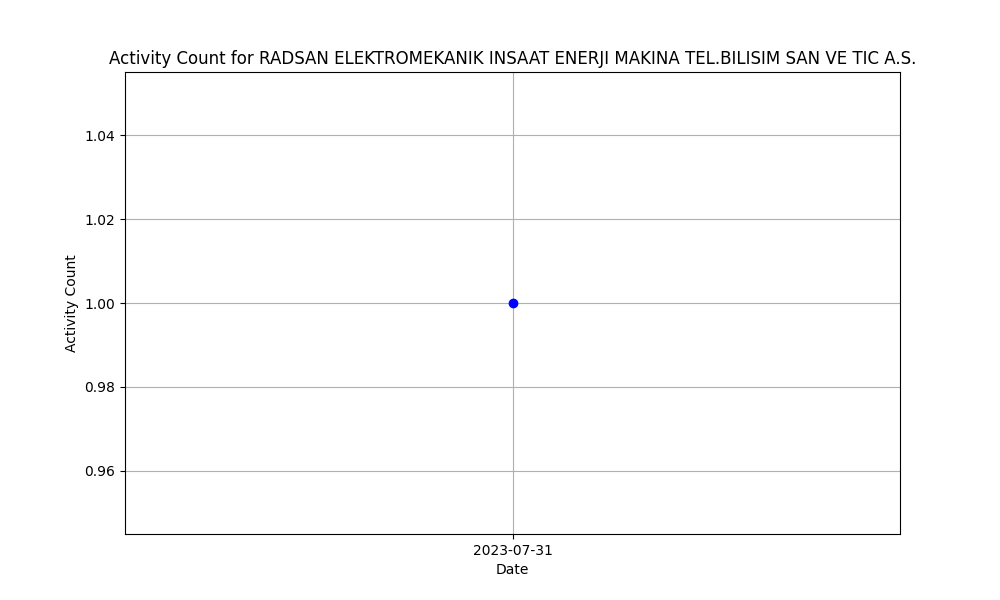 Activity Count for RADSAN ELEKTROMEKANIK INSAAT ENERJI MAKINA TEL.BILISIM SAN VE TIC A.S.
1.04
1.02
1.00
0.98
0.96
Activity Count
2023-07-31
Date